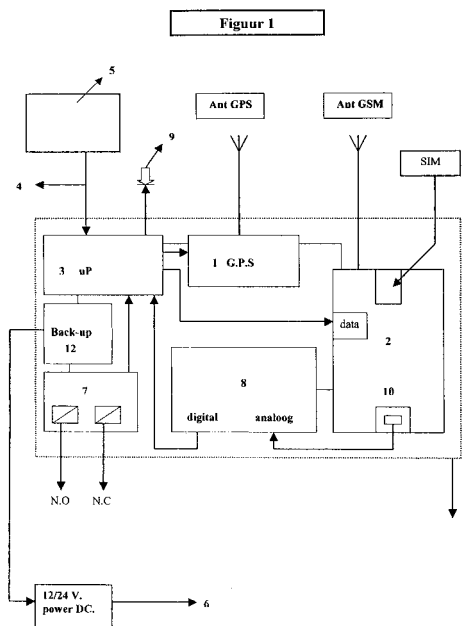 Figuur 1
5
Ant GPS
Ant GSM
9
SIM
4
3 uP
1 G.P.S
data
2
Back-up
12
8
7
10
digital analoog
N.O N.C
12/24 V.
power DC.
6